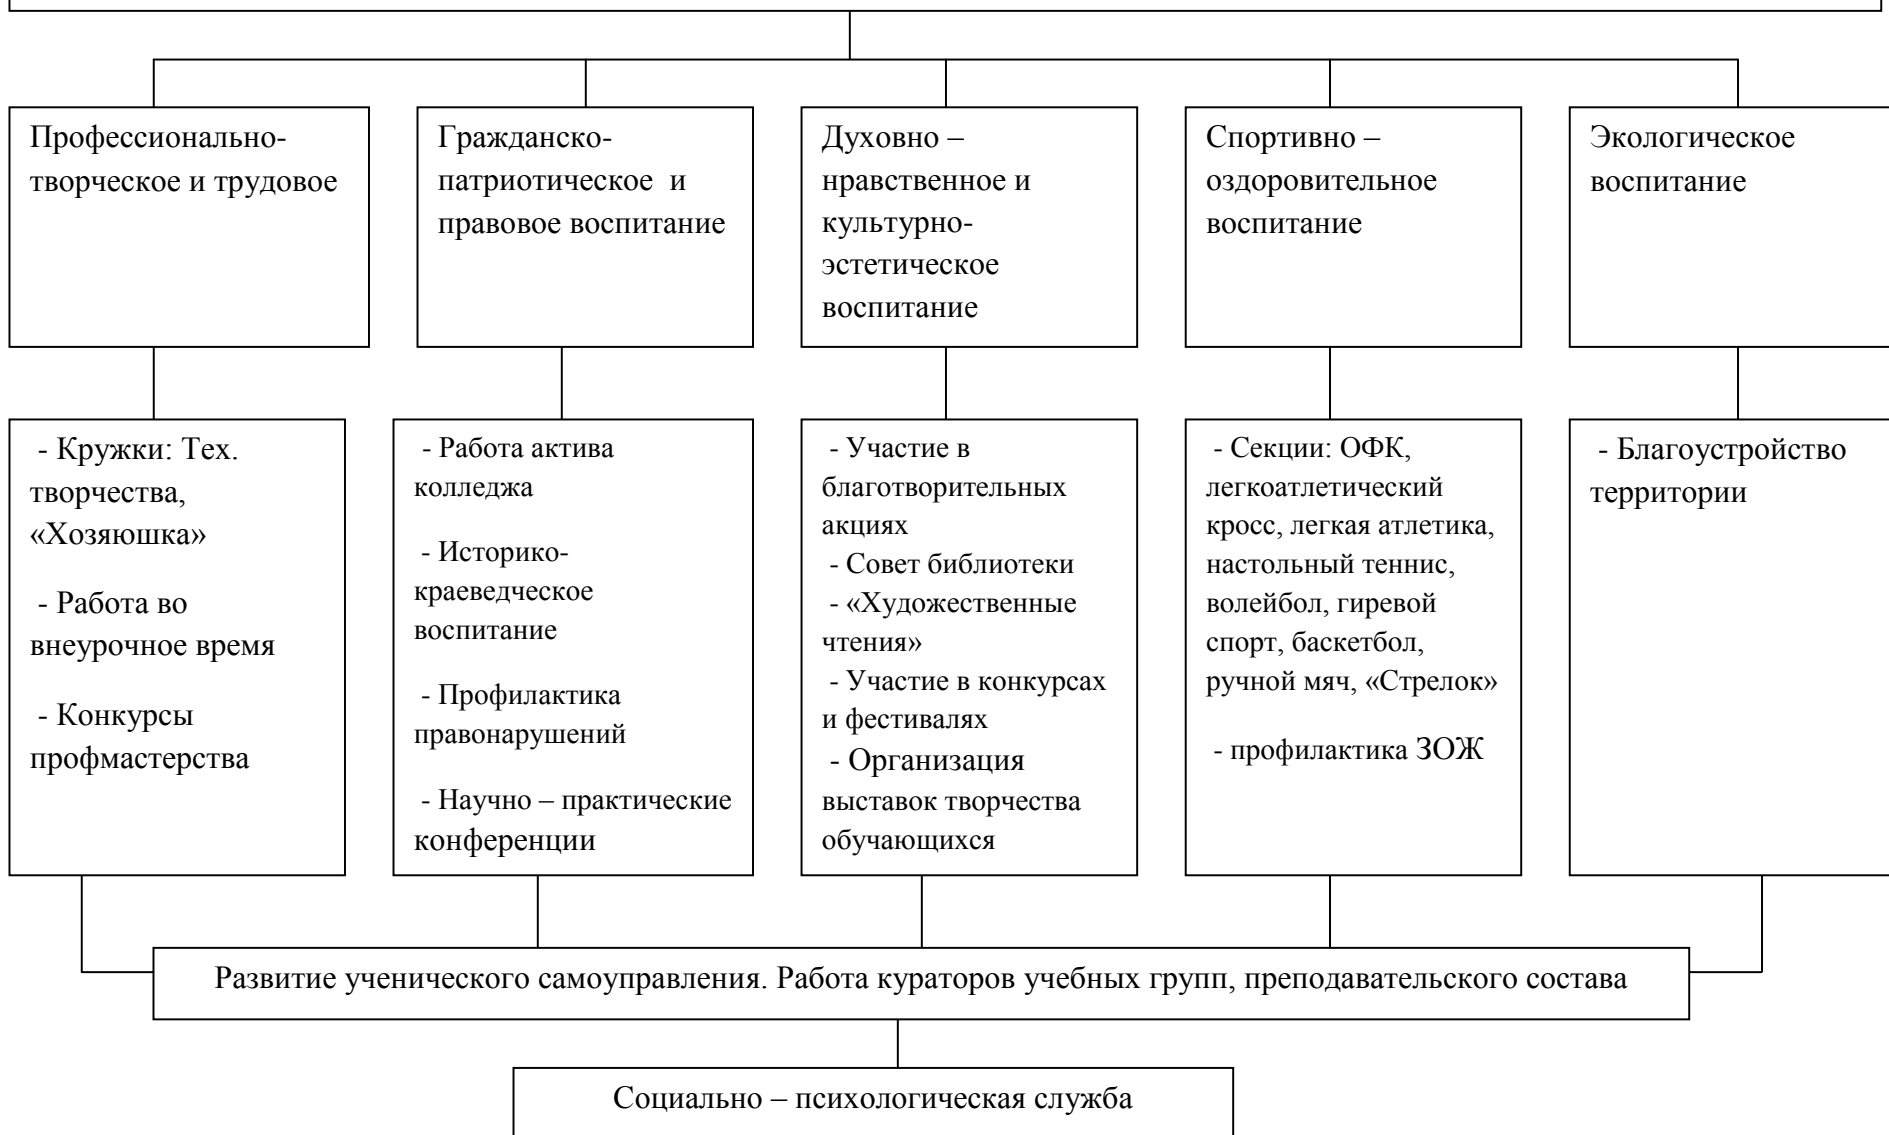 Профессионально-
творческое и трудовое
Гражданско-
патриотическое и
правовое воспитание
Духовно –
нравственное и
культурно-
эстетическое
воспитание
Спортивно –
оздоровительное
воспитание
Экологическое
воспитание
- Кружки: Тех.
творчества,
«Хозяюшка»
- Работа во
внеурочное время
- Конкурсы
профмастерства
- Работа актива
колледжа
- Историко-
краеведческое
воспитание
- Профилактика
правонарушений
- Научно – практические
конференции
- Участие в
благотворительных
акциях
- Совет библиотеки
- «Художественные
чтения»
- Участие в конкурсах
и фестивалях
- Организация
выставок творчества
обучающихся
- Секции: ОФК,
легкоатлетический
кросс, легкая атлетика,
настольный теннис,
волейбол, гиревой
спорт, баскетбол,
ручной мяч, «Стрелок»
- профилактика ЗОЖ
- Благоустройство
территории
Развитие ученического самоуправления. Работа кураторов учебных групп, преподавательского состава
Социально – психологическая служба